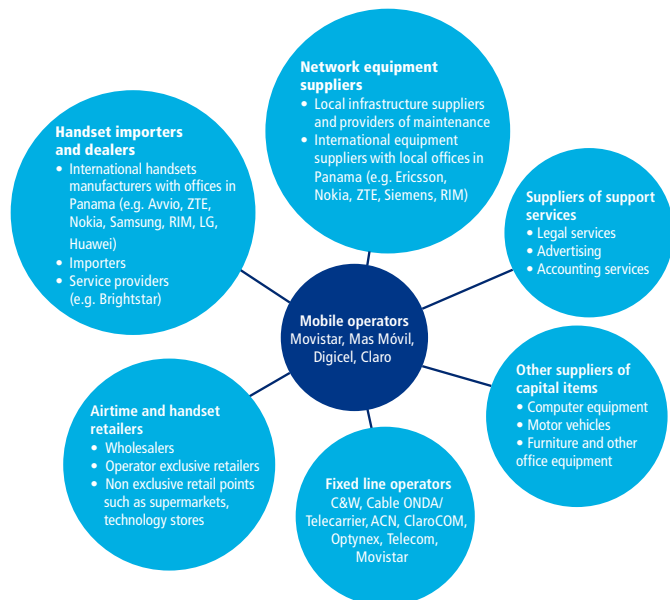 Network equipment
suppliers
• Local infrastructure suppliers
and providers of maintenance
• International equipment
suppliers with local offices in
Panama (e.g. Ericsson,
Nokia, ZTE, Siemens, RIM)
Handset importers
and dealers
• International handsets
manufacturers with offices in
Panama (e.g. Avvio, ZTE,
Nokia, Samsung, RIM, LG,
Huawei)
• Importers
• Service providers
(e.g. Brightstar)
Suppliers of support
services
• Legal services
• Advertising
• Accounting services
Mobile operators
Movistar, Mas Móvil,
Digicel, Claro
Other suppliers of
capital items
• Computer equipment
• Motor vehicles
• Furniture and other
office equipment
Airtime and handset
retailers
• Wholesalers
• Operator exclusive retailers
• Non exclusive retail points
such as supermarkets,
technology stores
Fixed line operators
C&W, Cable ONDA/
Telecarrier, ACN, ClaroCOM,
Optynex, Telecom,
Movistar